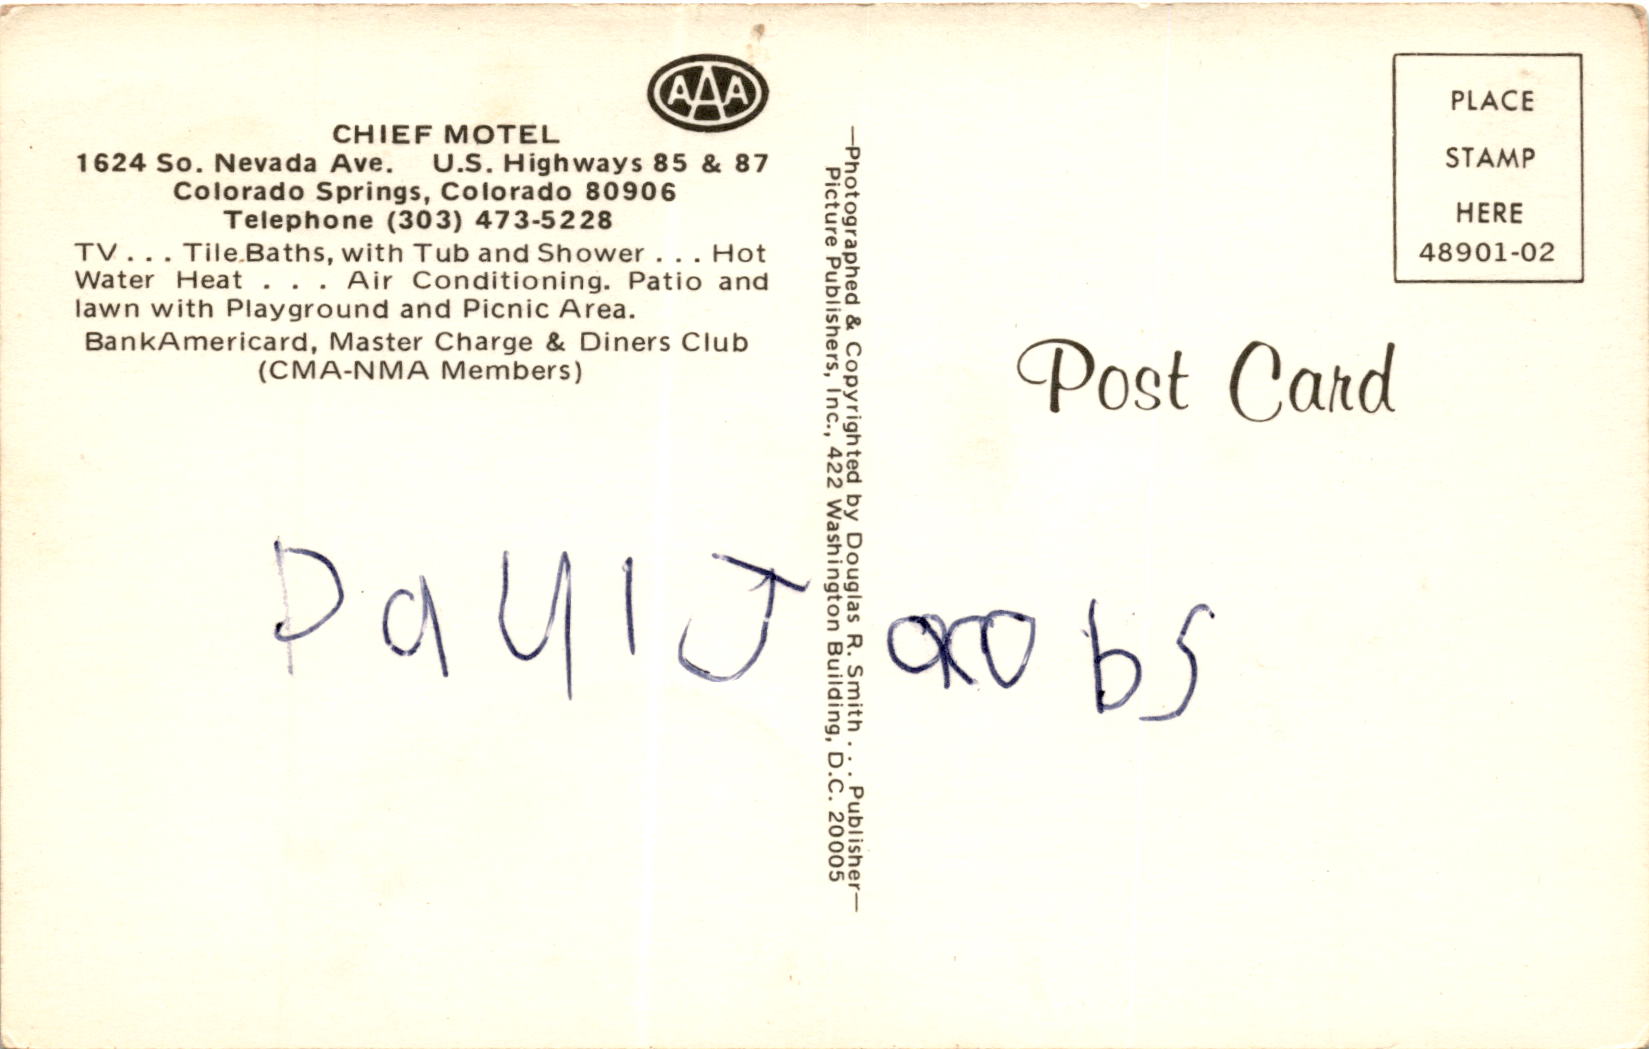 AAA
CHIEF MOTEL
1624 So. Nevada Ave. U.S. Highways 85 & 87
Colorado Springs, Colorado 80906
Telephone (303) 473-5228
TV . . . Tile Baths, with Tub and Shower . . . Hot
Water Heat . . . Air Conditioning. Patio and
lawn with Playground and Picnic Area.
BankAmericard, Master Charge & Diners Club
(CMA-NMA Members)
—Photographed & Copyrighted by Douglas R. Smith . . . Publisher—
Picture Publishers, Inc., 422 Washington Building, D.C. 20005
PLACE
STAMP
HERE
48901-02
Post Card
Paul Jacobs